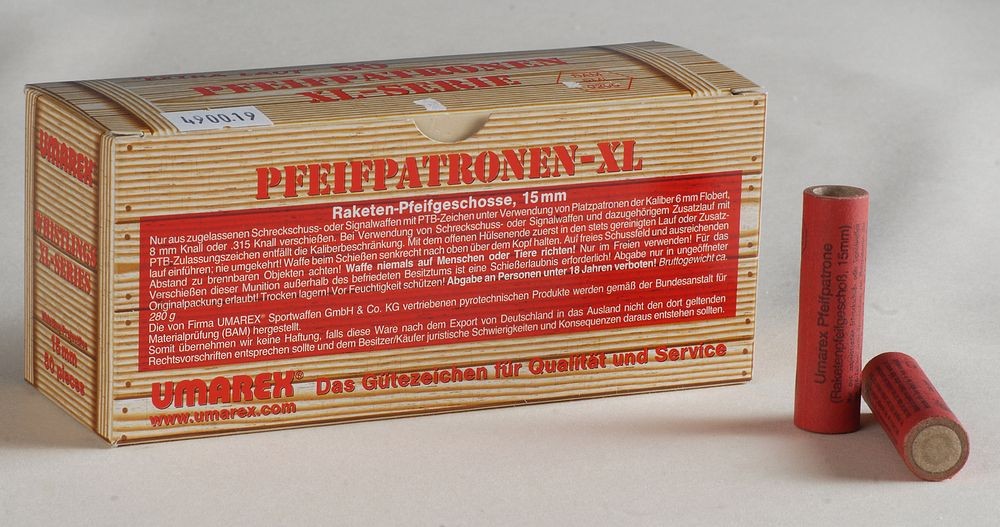 PFEIFPATRONEN
XL-SERIE
4900.19
UMAREX
XL-SERIES
15mm
50 pieces
PFEIFPATRONEN-XL
Raketen-Pfeifgeschosse, 15 mm
Nur aus zugelassenen Schreckschuss- oder Signalwaffen mit PTB-Zeichen unter Verwendung von Platzpatronen der Kaliber 6 mm Flobert,
8 mm Knall oder .315 Knall verschießen. Bei Verwendung von Schreckschuss- oder Signalwaffen und dazugehörigem Zusatzlauf mit
PTB-Zulassungszeichen entfällt die Kaliberbeschränkung. Mit dem offenen Hülsenende zuerst in den stets gereinigten Lauf oder Zusatz-
lauf einführen; nie umgekehrt! Waffe beim Schießen senkrecht nach oben über dem Kopf halten. Auf freies Schussfeld und ausreichenden
Abstand zu brennbaren Objekten achten! Waffe niemals auf Menschen oder Tiere richten! Nur im Freien verwenden! Für das
Verschießen dieser Munition außerhalb des befriedeten Besitztums ist eine Schießerlaubnis erforderlich! Abgabe nur in ungeöffneter
Originalpackung erlaubt! Trocken lagern! Vor Feuchtigkeit schützen! Abgabe an Personen unter 18 Jahren verboten! Bruttogewicht ca.
280 g
Die von Firma UMAREX® Sportwaffen GmbH & Co. KG vertriebenen pyrotechnischen Produkte werden gemäß der Bundesanstalt für
Materialprüfung (BAM) hergestellt.
Somit übernehmen wir keine Haftung, falls diese Ware nach dem Export von Deutschland in das Ausland nicht den dort geltenden
Rechtsvorschriften entsprechen sollte und dem Besitzer/Käufer juristische Schwierigkeiten und Konsequenzen daraus entstehen sollten.
UMAREX® Das Gütezeichen für Qualität und Service
www.umarex.com
Umarex Pfeifpatrone
(Raketenpfeifgeschoß, 15mm)